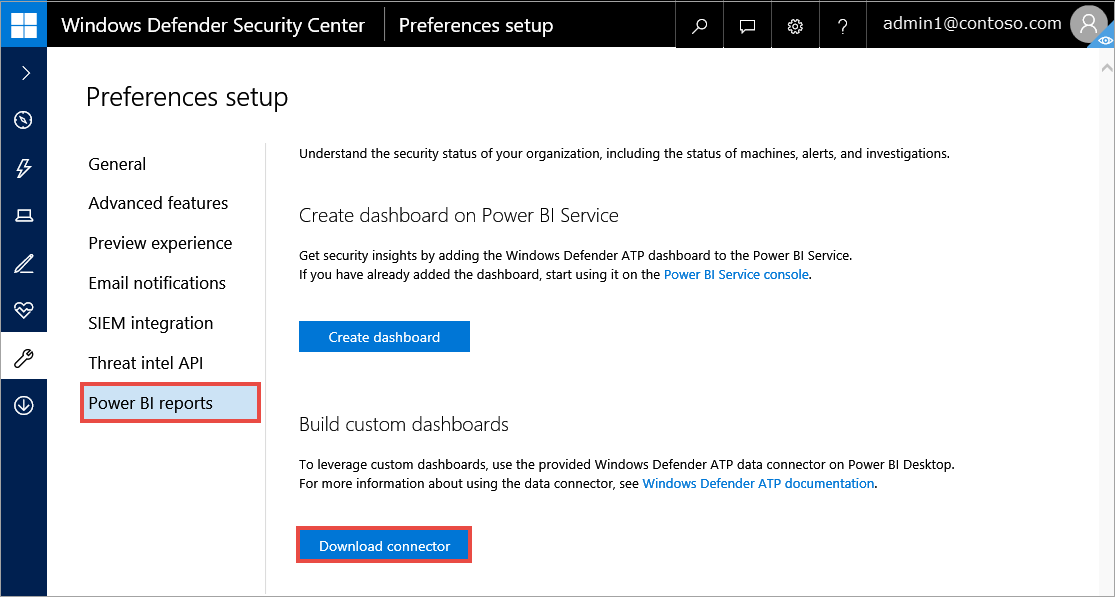 Windows Defender Security Center
Preferences setup
?
admin1@contoso.com
Preferences setup
General
Advanced features
Preview experience
Email notifications
SIEM integration
Threat intel API
Power BI reports
Understand the security status of your organization, including the status of machines, alerts, and investigations.
Create dashboard on Power BI Service
Get security insights by adding the Windows Defender ATP dashboard to the Power BI Service.
If you have already added the dashboard, start using it on the Power BI Service console.
Create dashboard
Build custom dashboards
To leverage custom dashboards, use the provided Windows Defender ATP data connector on Power BI Desktop.
For more information about using the data connector, see Windows Defender ATP documentation.
Download connector